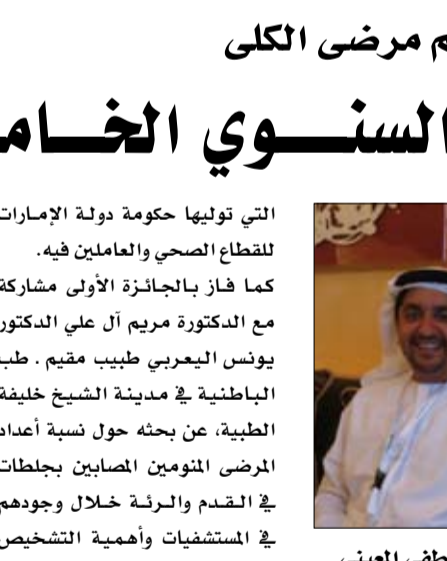 مرضى الكلى
السنوي
التي توليها حكومة دولة الإمارات
للقطاع الصحي والعاملين فيه.
كما فاز بالجائزة الأولى مشاركة
مع الدكتورة مريم آل علي الدكتور
يونس اليعربي طبيب مقيم . طب
الباطنية في مدينة الشيخ خليفة
الطبية، عن بحثه حول نسبة أعداد
المرضى المنومين المصابين بجلطات
في القدم والرئة خلال وجودهم
في المستشفيات وأهمية التشخيص